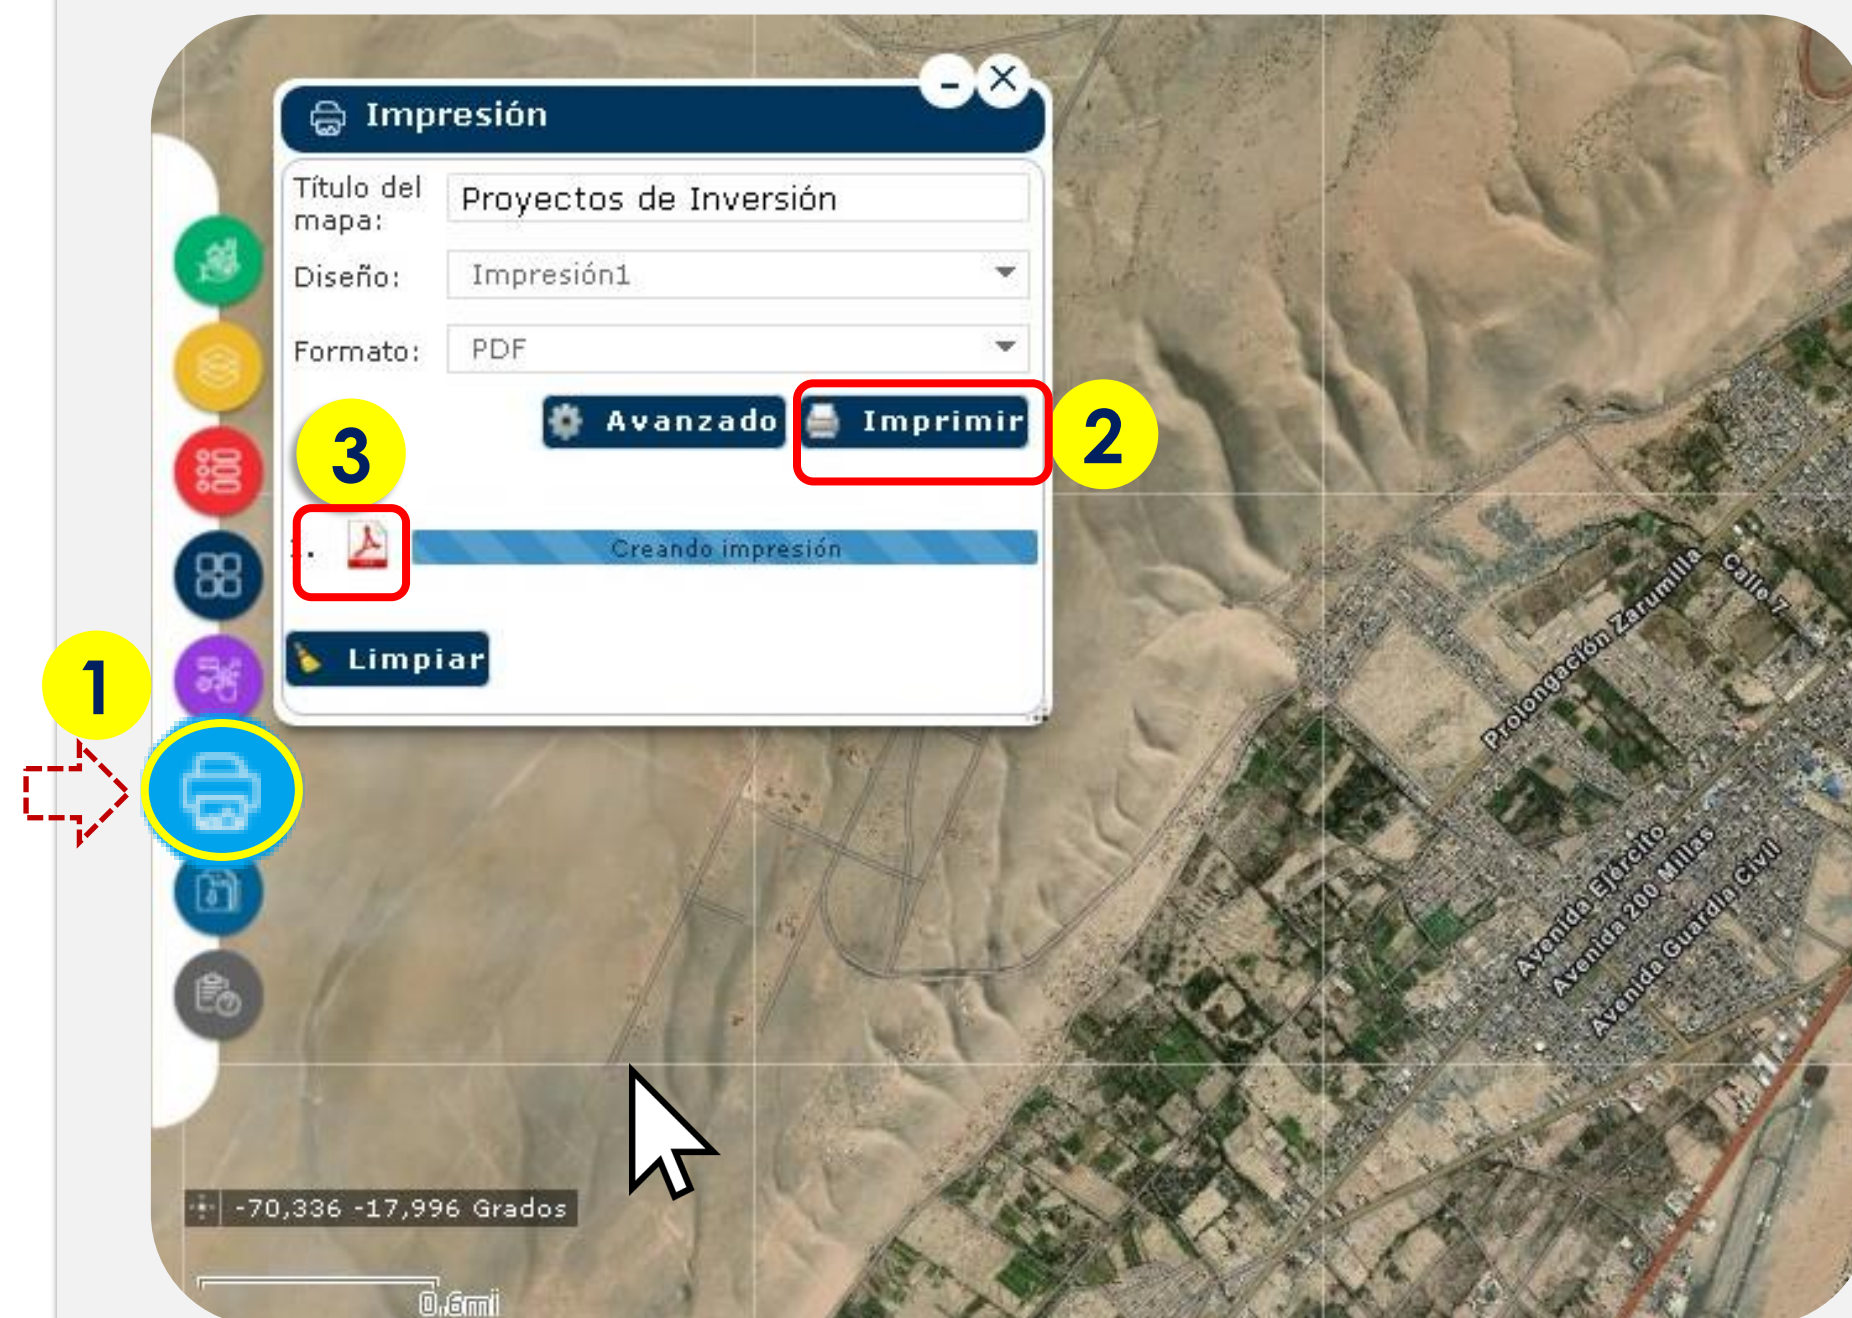 Impresión
Título del
mapa:
Proyectos de Inversión
Diseño:
Impresión1
Formato:
PDF
Avanzado
Imprimir
2
3
Creando impresión
Limpiar
1
Prolongación Zarumilla
Calle 7
Avenida Ejército
Avenida 200 Millas
Avenida Guardia Civil
-70,336 -17,996 Grados
0.6mi